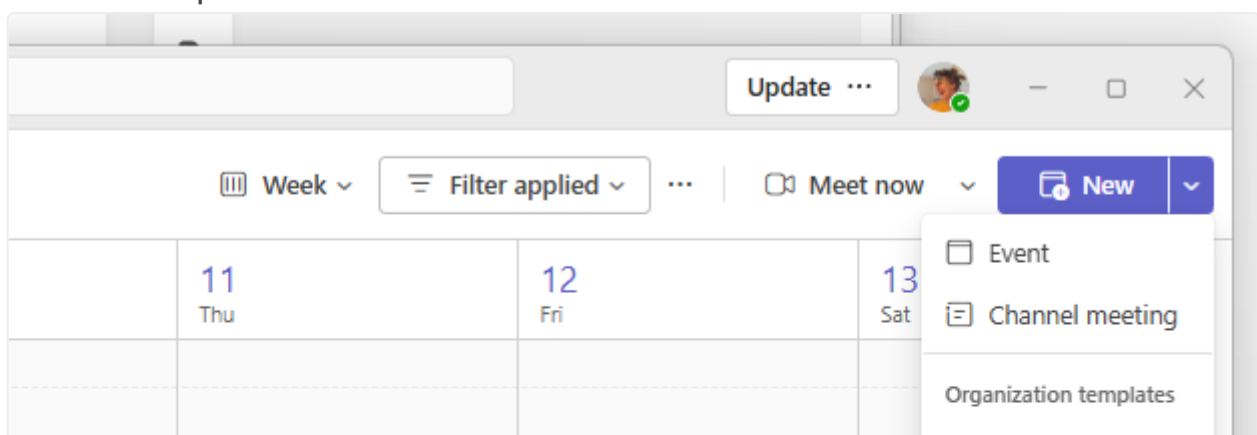 Update ...
Week Filter applied ... Meet now New
Event
11 12 13
Thu Fri Sat
Channel meeting
Organization templates